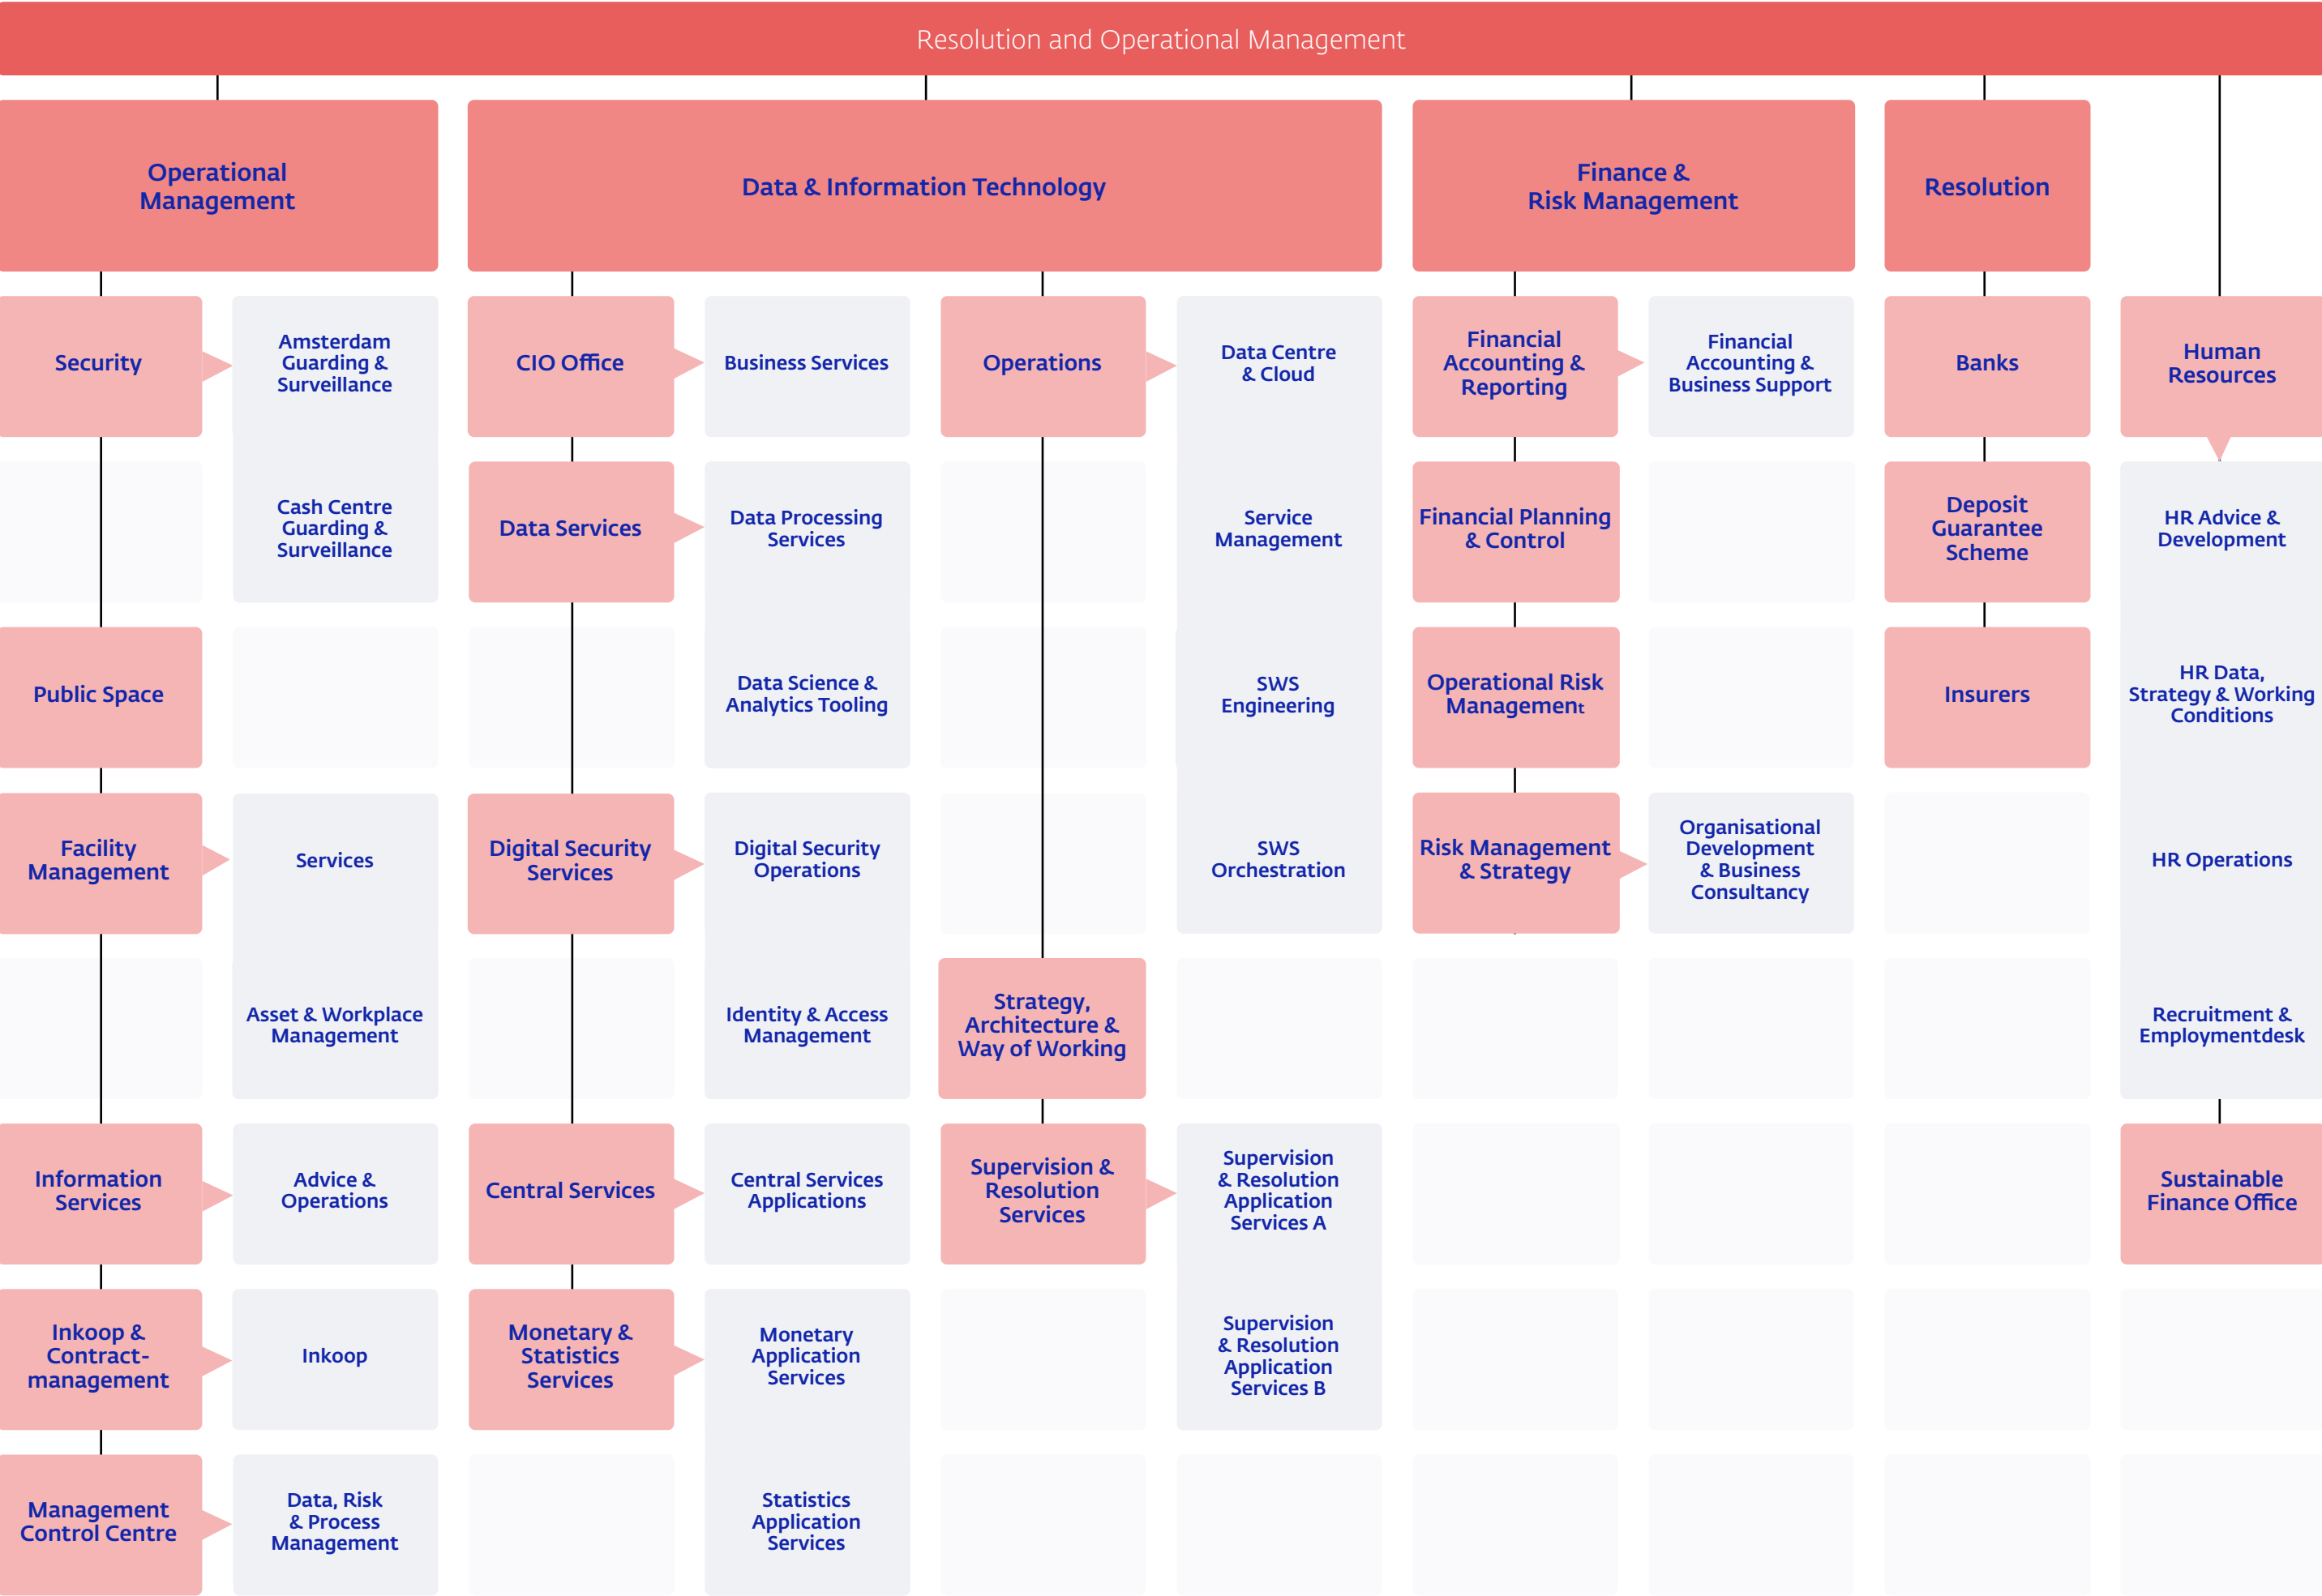 Resolution and Operational Management
Operational
Management
Data & Information Technology
Finance &
Risk Management
Resolution
Security
Amsterdam
Guarding &
Surveillance
CIO Office
Business Services
Operations
Data Centre
& Cloud
Financial
Accounting &
Reporting
Financial
Accounting &
Business Support
Banks
Human
Resources
Cash Centre
Guarding &
Surveillance
Data Services
Data Processing
Services
Service
Management
Financial Planning
& Control
Deposit
Guarantee
Scheme
HR Advice &
Development
Public Space
Data Science &
Analytics Tooling
SWS
Engineering
Operational Risk
Management
Insurers
HR Data,
Strategy & Working
Conditions
Facility
Management
Services
Digital Security
Services
Digital Security
Operations
SWS
Orchestration
Risk Management
& Strategy
Organisational
Development
& Business
Consultancy
HR Operations
Asset & Workplace
Management
Identity & Access
Management
Strategy,
Architecture &
Way of Working
Recruitment &
Employmentdesk
Information
Services
Advice &
Operations
Central Services
Central Services
Applications
Supervision &
Resolution
Services
Supervision
& Resolution
Application
Services A
Sustainable
Finance Office
Inkoop &
Contract-
management
Inkoop
Monetary &
Statistics
Services
Monetary
Application
Services
Supervision
& Resolution
Application
Services B
Management
Control Centre
Data, Risk
& Process
Management
Statistics
Application
Services